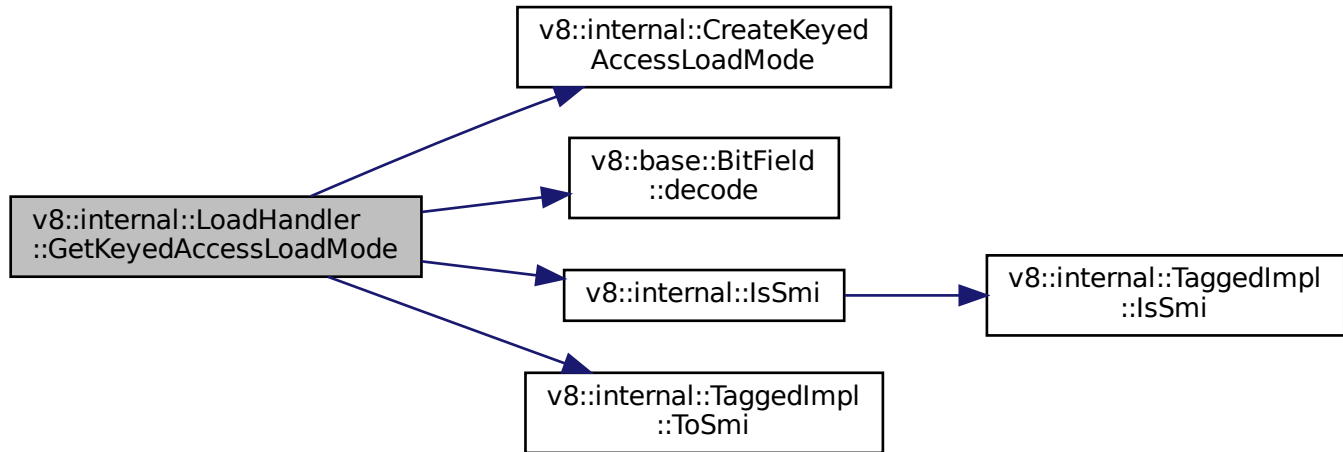 v8::internal::CreateKeyed
AccessLoadMode
v8::base::BitField
::decode
v8::internal::LoadHandler
::GetKeyedAccessLoadMode
v8::internal::IsSmi
v8::internal::TaggedImpl
::IsSmi
v8::internal::TaggedImpl
::ToSmi